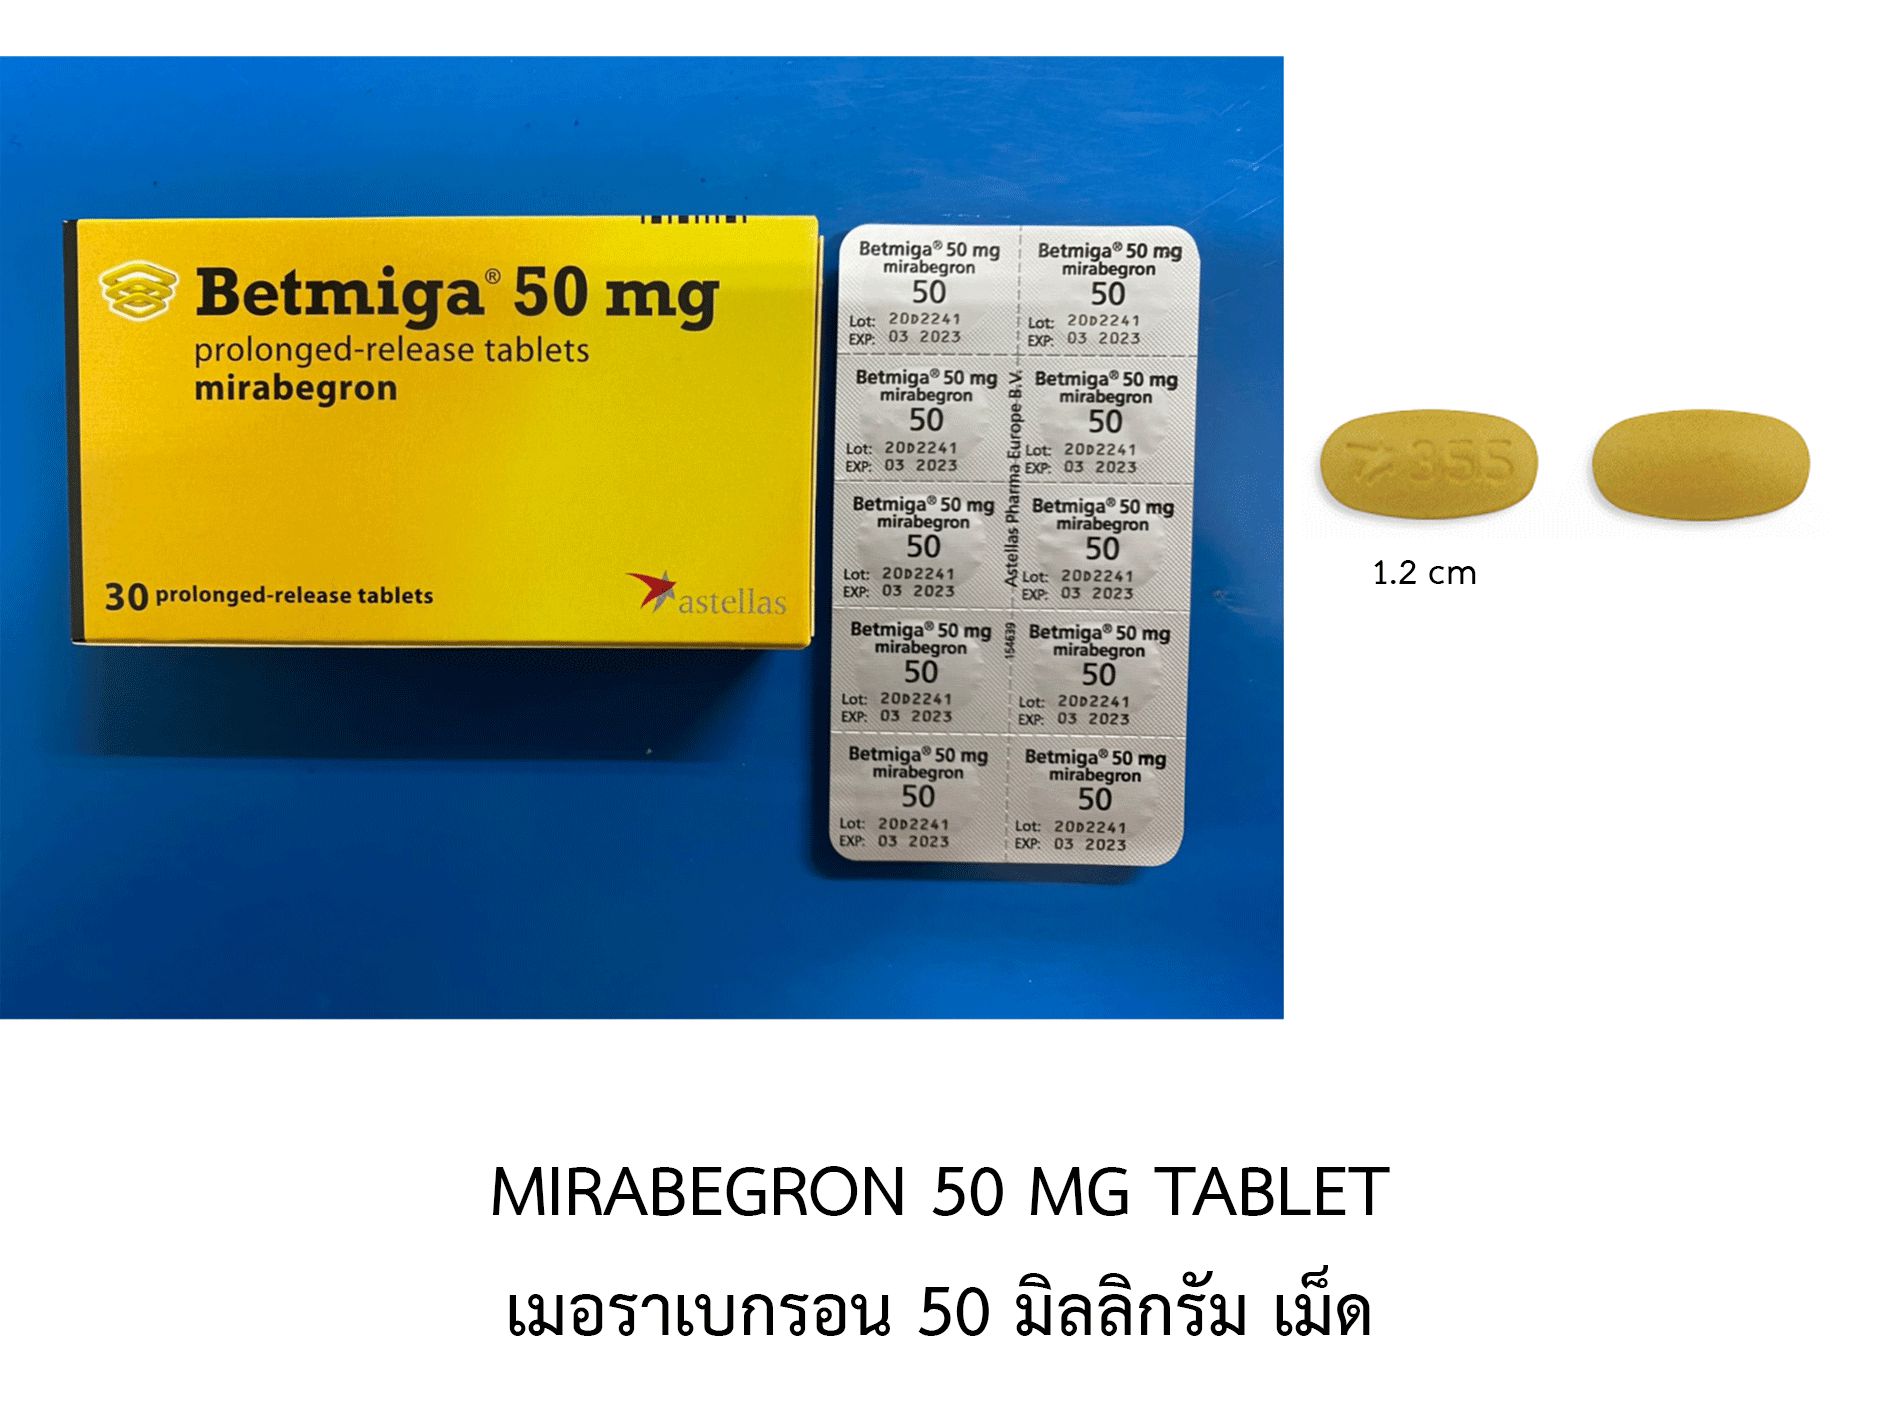 Betmiga® 50 mg
prolonged-release tablets
mirabegron
30 prolonged-release tablets
astellas
Betmiga® 50 mg
mirabegron
50
Lot: 20D2241
EXP: 03 2023
Betmiga® 50 mg
mirabegron
50
Lot: 20D2241
EXP: 03 2023
Betmiga® 50 mg
mirabegron
50
Lot: 20D2241
EXP: 03 2023
Betmiga® 50 mg
mirabegron
50
Lot: 20D2241
EXP: 03 2023
Betmiga® 50 mg
mirabegron
50
Lot: 20D2241
EXP: 03 2023
Betmiga® 50 mg
mirabegron
50
Lot: 20D2241
EXP: 03 2023
Betmiga® 50 mg
mirabegron
50
Lot: 20D2241
EXP: 03 2023
Betmiga® 50 mg
mirabegron
50
Lot: 20D2241
EXP: 03 2023
Betmiga® 50 mg
mirabegron
50
Lot: 20D2241
EXP: 03 2023
Betmiga® 50 mg
mirabegron
50
Lot: 20D2241
EXP: 03 2023
154639 Astellas Pharma Europe B.V.
355
1.2 cm
MIRABEGRON 50 MG TABLET
เมอราเบกรอน 50 มิลลิกรัม เม็ด